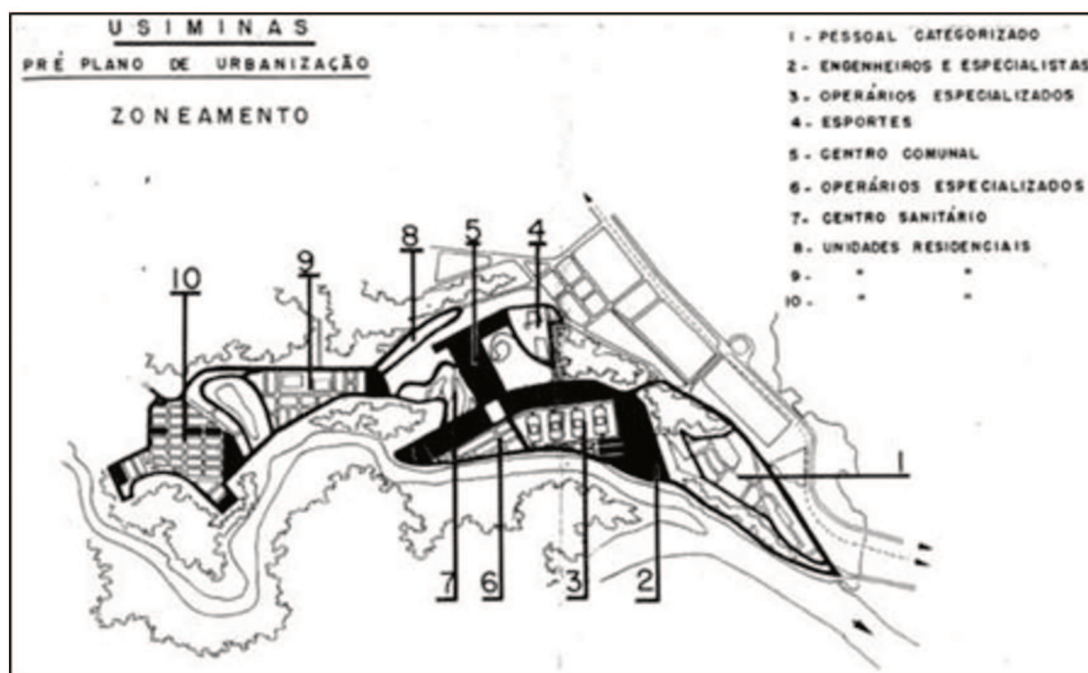 USIMINAS
PRÉ PLANO DE URBANIZAÇÃO
ZONEAMENTO
1 - PESSOAL CATEGORIZADO
2 - ENGENHEIROS E ESPECIALISTAS
3 - OPERÁRIOS ESPECIALIZADOS
4 - ESPORTES
5 - CENTRO COMUNAL
6 - OPERÁRIOS ESPECIALIZADOS
7 - CENTRO SANITÁRIO
8 - UNIDADES RESIDENCIAIS
9 - " "
10 - " "
5
4
8
9
10
1
7
6
3
2